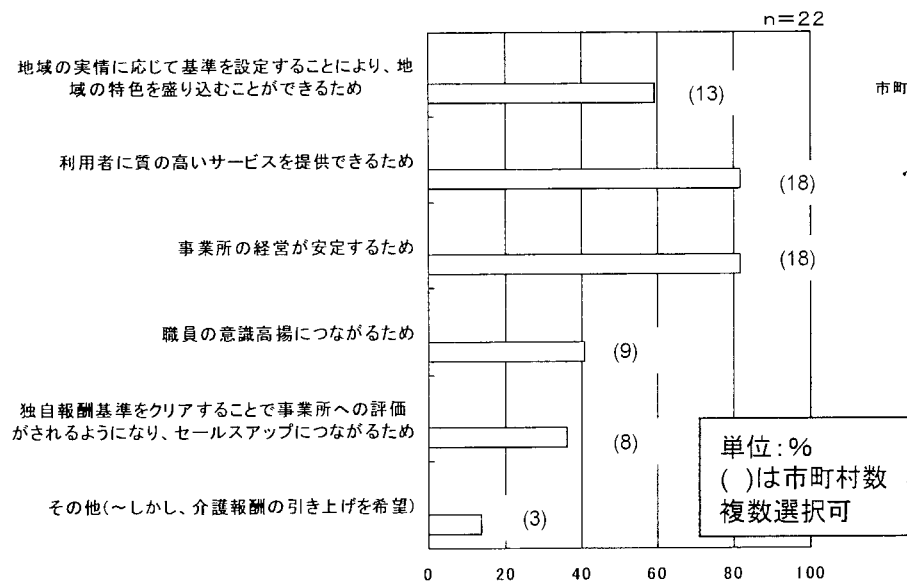 n=22
地域の実情に応じて基準を設定することにより、地
域の特色を盛り込むことができるため
(13)
市町
利用者に質の高いサービスを提供できるため
(18)
事業所の経営が安定するため
(18)
職員の意識高揚につながるため
(9)
独自報酬基準をクリアすることで事業所への評価
がされるようになり、セールスアップにつながるため
(8)
その他(～しかし、介護報酬の引き上げを希望)
(3)
単位:%
( )は市町村数
複数選択可
0 20 40 60 80 100